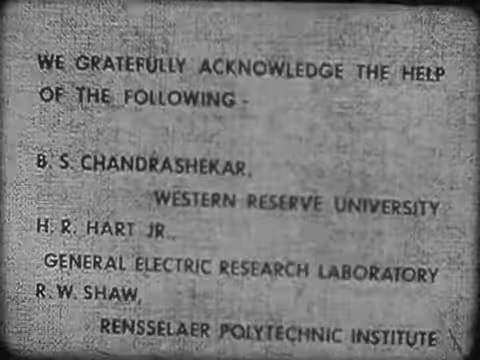 WE GRATEFULLY ACKNOWLEDGE THE HELP
OF THE FOLLOWING -
B. S. CHANDRASHEKAR,
WESTERN RESERVE UNIVERSITY
H. R. HART JR.,
GENERAL ELECTRIC RESEARCH LABORATORY
R. W. SHAW,
RENSSELAER POLYTECHNIC INSTITUTE